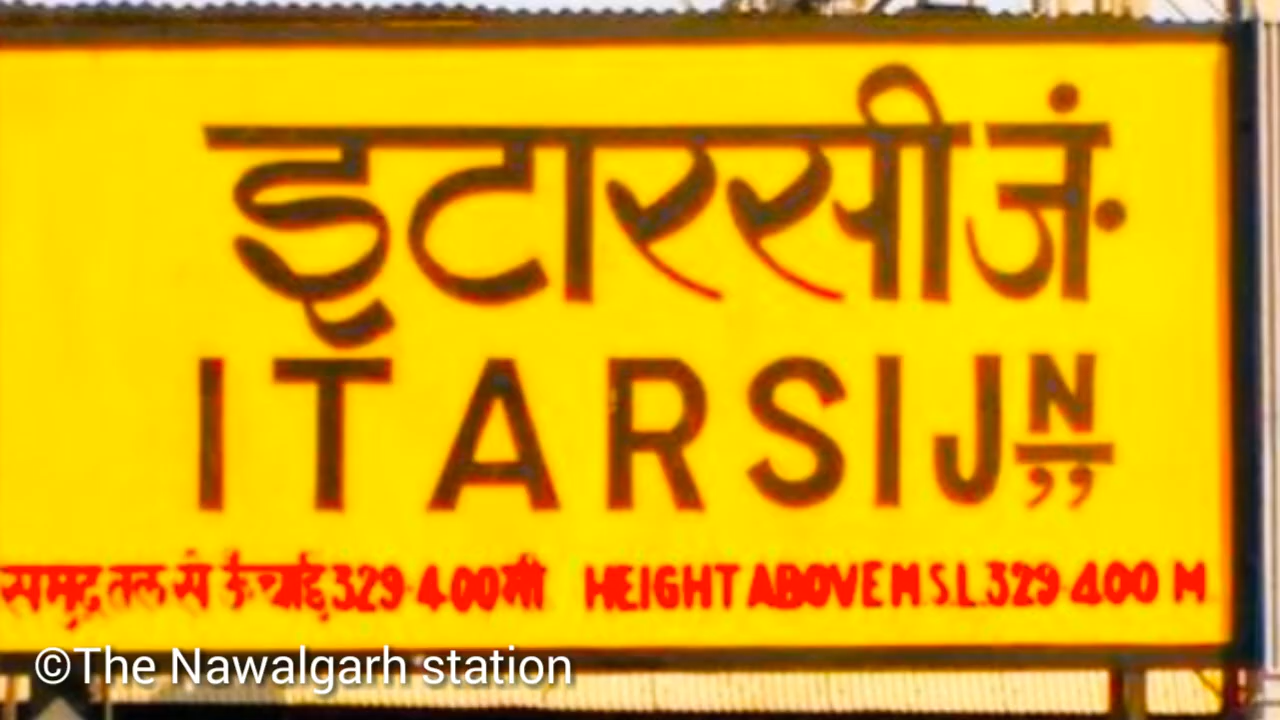 इटारसी जं.
ITARSI JN
समुद्र तल से ऊँचाई 329.400 मी HEIGHT ABOVE M.S.L. 329.400 M
©The Nawalgarh station